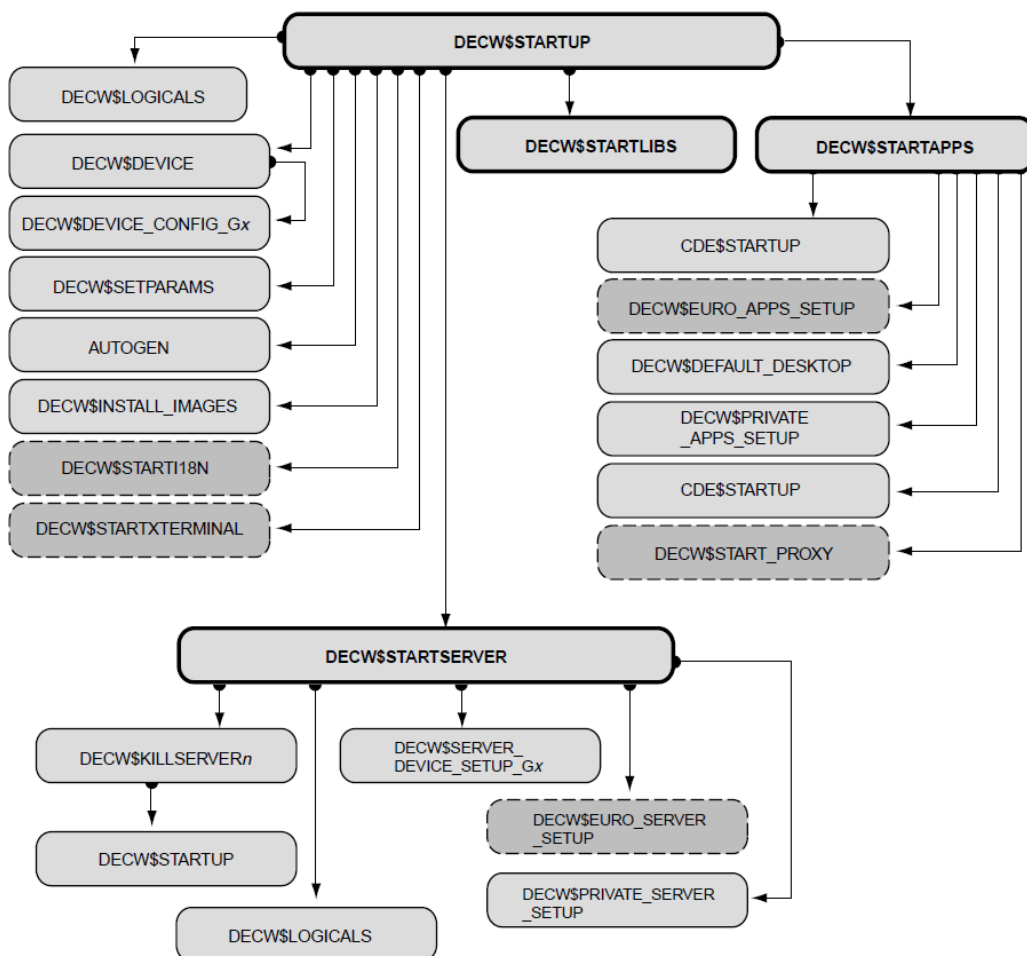 DECW$STARTUP
DECW$LOGICALS
DECW$DEVICE
DECW$DEVICE_CONFIG_Gx
DECW$SETPARAMS
AUTOGEN
DECW$INSTALL_IMAGES
DECW$STARTI18N
DECW$STARTXTERMINAL
DECW$STARTLIBS
DECW$STARTAPPS
CDE$STARTUP
DECW$EURO_APPS_SETUP
DECW$DEFAULT_DESKTOP
DECW$PRIVATE
_APPS_SETUP
CDE$STARTUP
DECW$START_PROXY
DECW$STARTSERVER
DECW$KILLSERVERn
DECW$STARTUP
DECW$LOGICALS
DECW$SERVER_
DEVICE_SETUP_Gx
DECW$EURO_SERVER
_SETUP
DECW$PRIVATE_SERVER
_SETUP